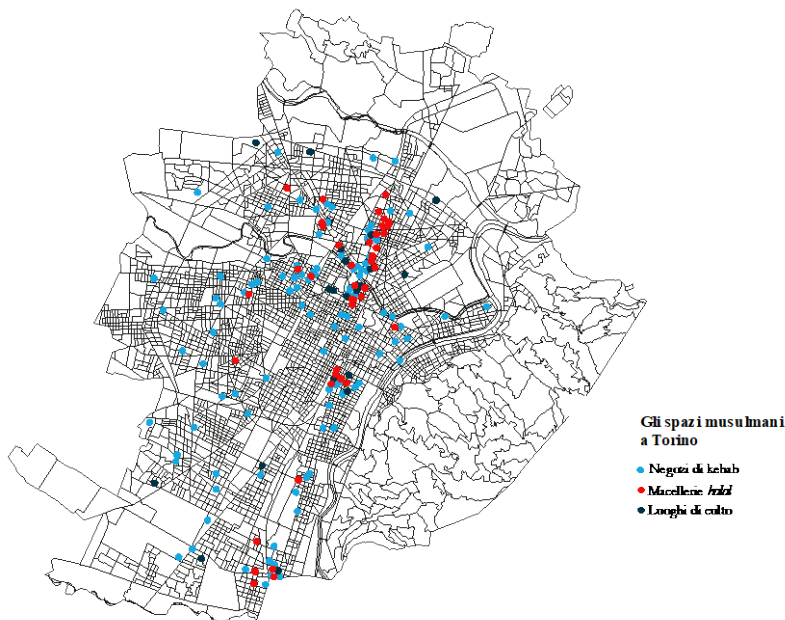 Gli spazi musulmani
a Torino
Negozi di kebab
Macellerie halal
Luoghi di culto